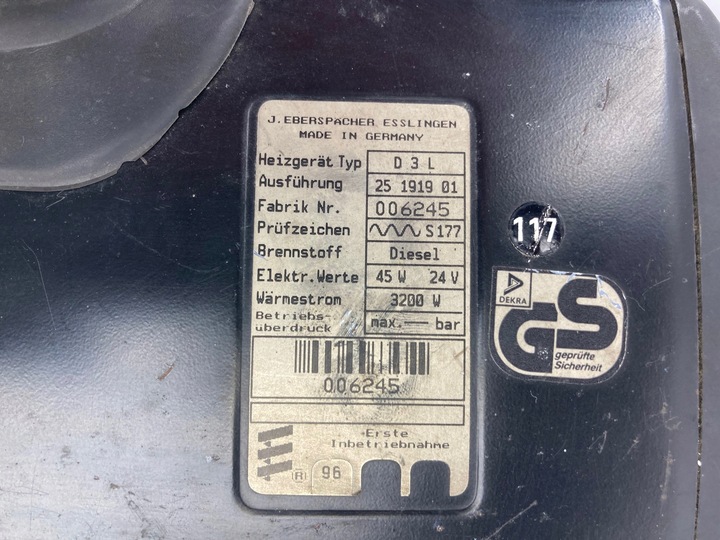 J. EBERSPACHER ESSLINGEN
MADE IN GERMANY
Heizgerät Typ D 3 L
Ausführung 25 1919 01
Fabrik Nr. 006245
Prüfzeichen S177
Brennstoff Diesel
Elektr. Werte 45 W 24 V
Wärmestrom 3200 W
Betriebs-
überdruck max. — bar
006245
Erste
Inbetriebnahme
® 96
117
DEKRA
GS
geprüfte
Sicherheit